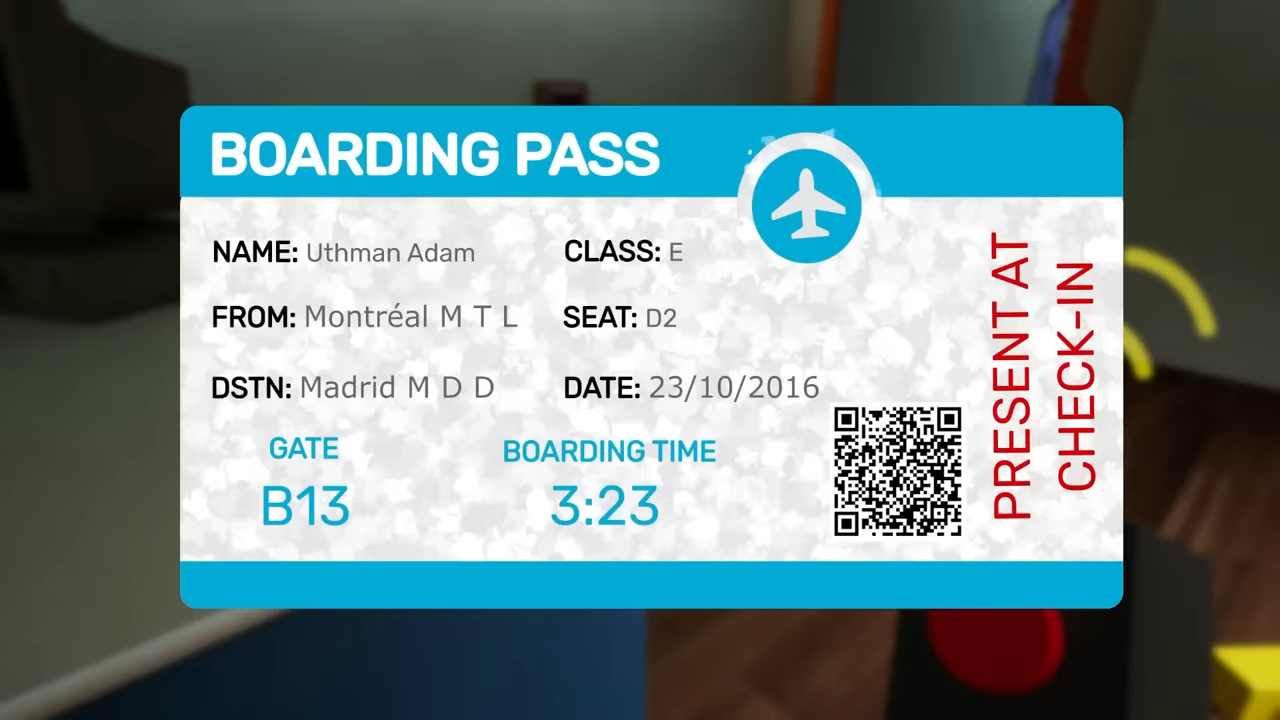 BOARDING PASS
NAME: Uthman Adam
CLASS: E
FROM: Montréal M T L
SEAT: D2
DSTN: Madrid M D D
DATE: 23/10/2016
GATE
BOARDING TIME
B13
3:23
PRESENT AT
CHECK-IN